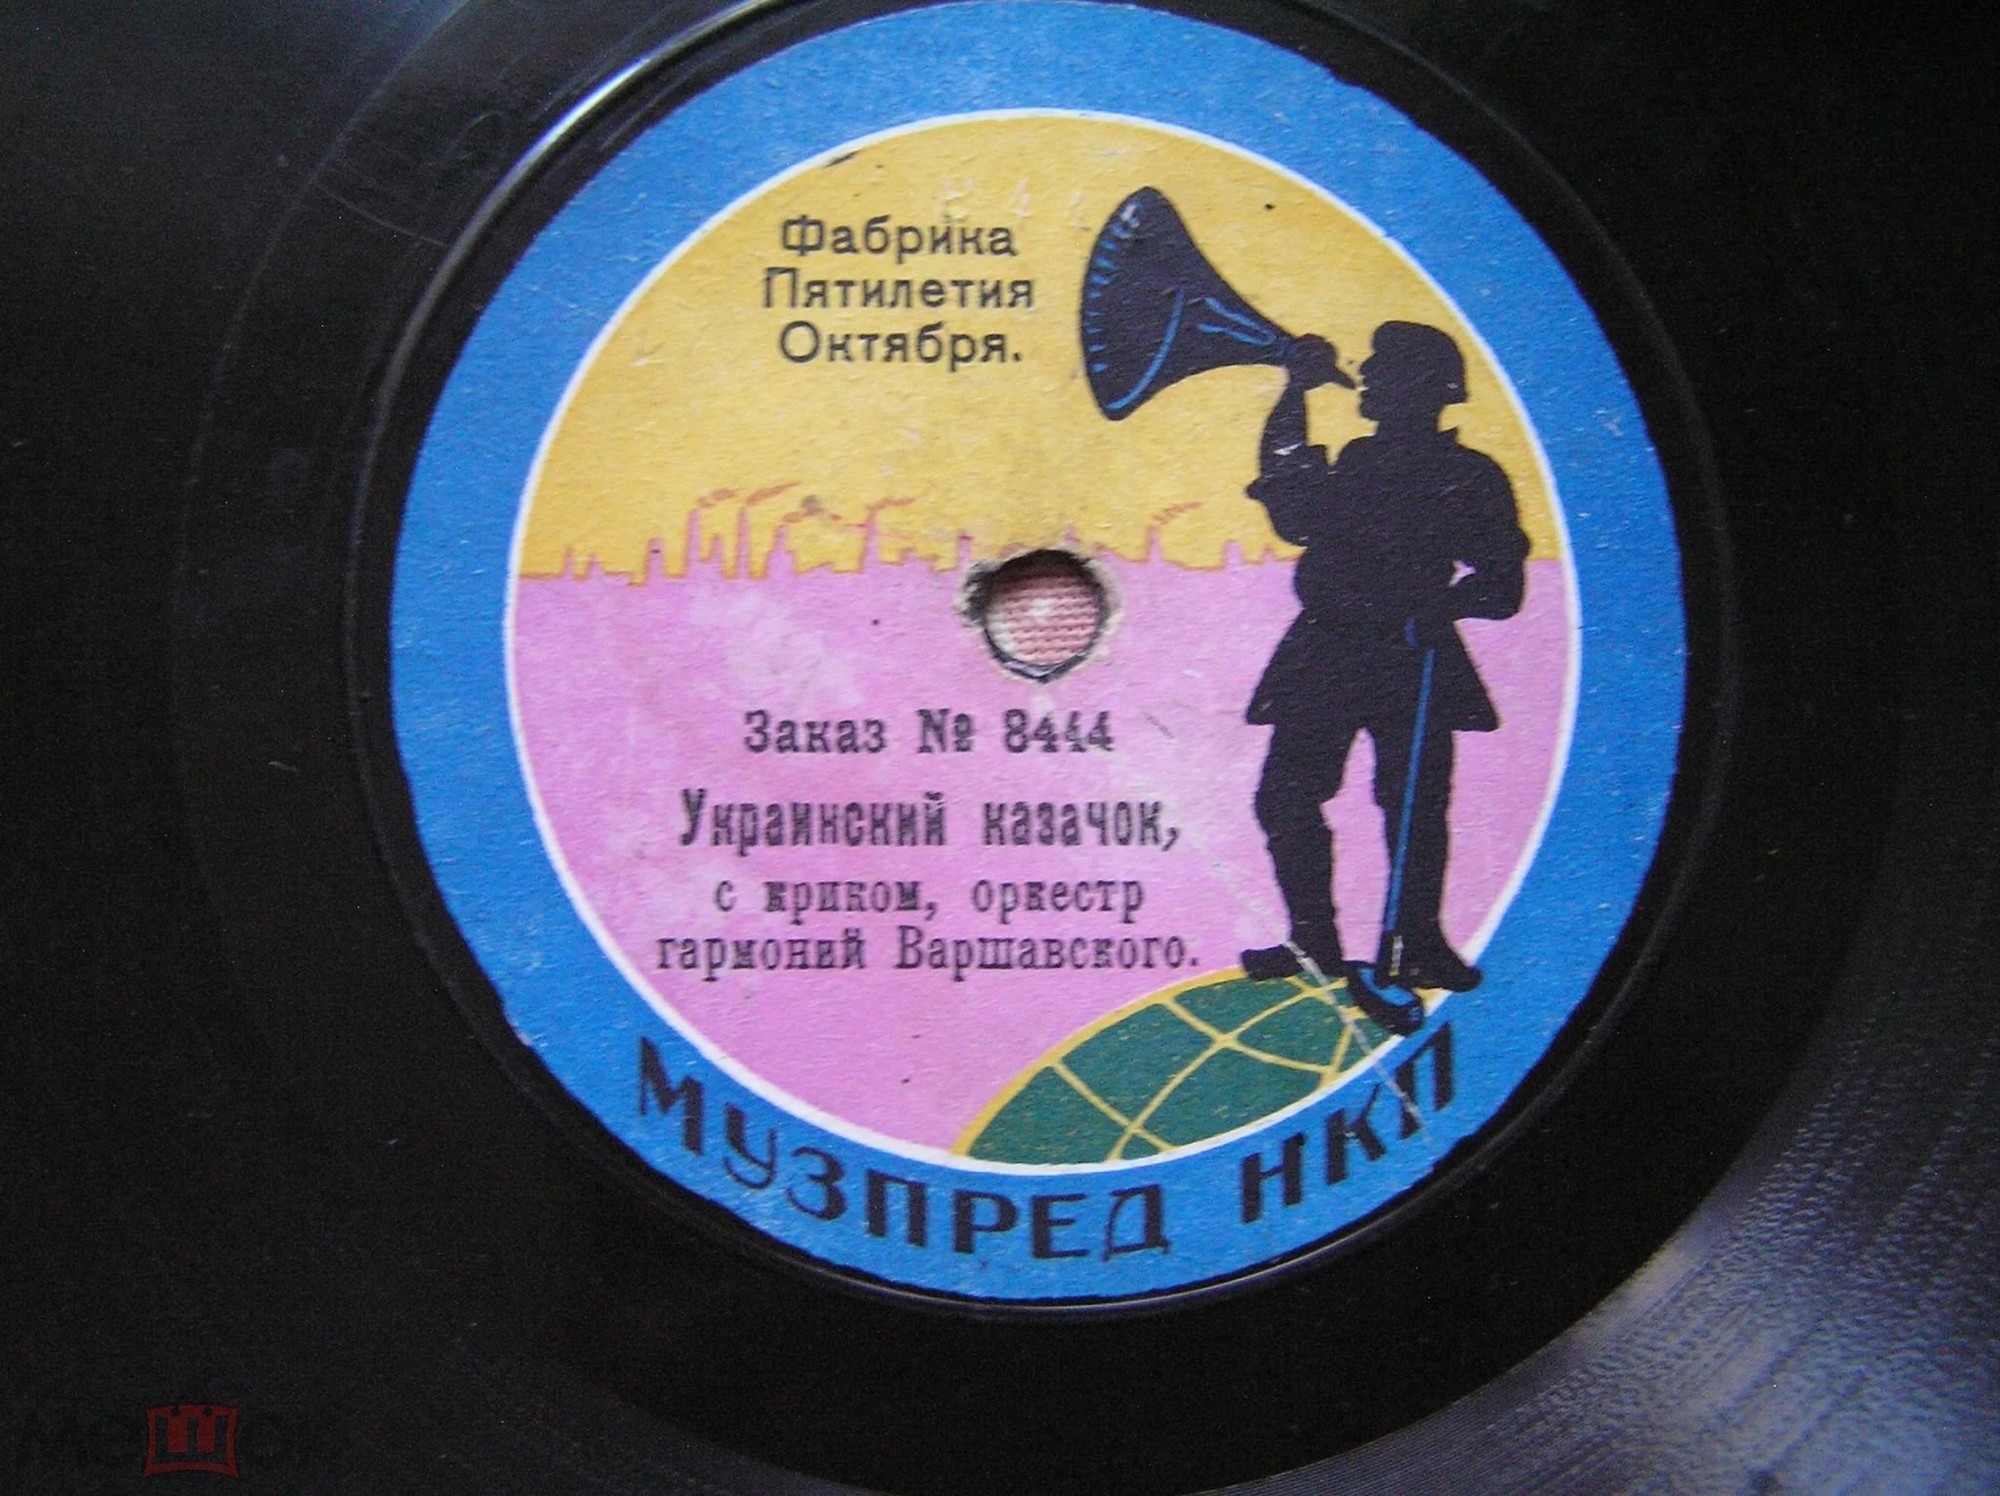 Фабрика
Пятилетия
Октября.
Заказ № 8444
Украинский казачок,
с криком, оркестр
гармоний Варшавского.
МУЗПРЕД НКП